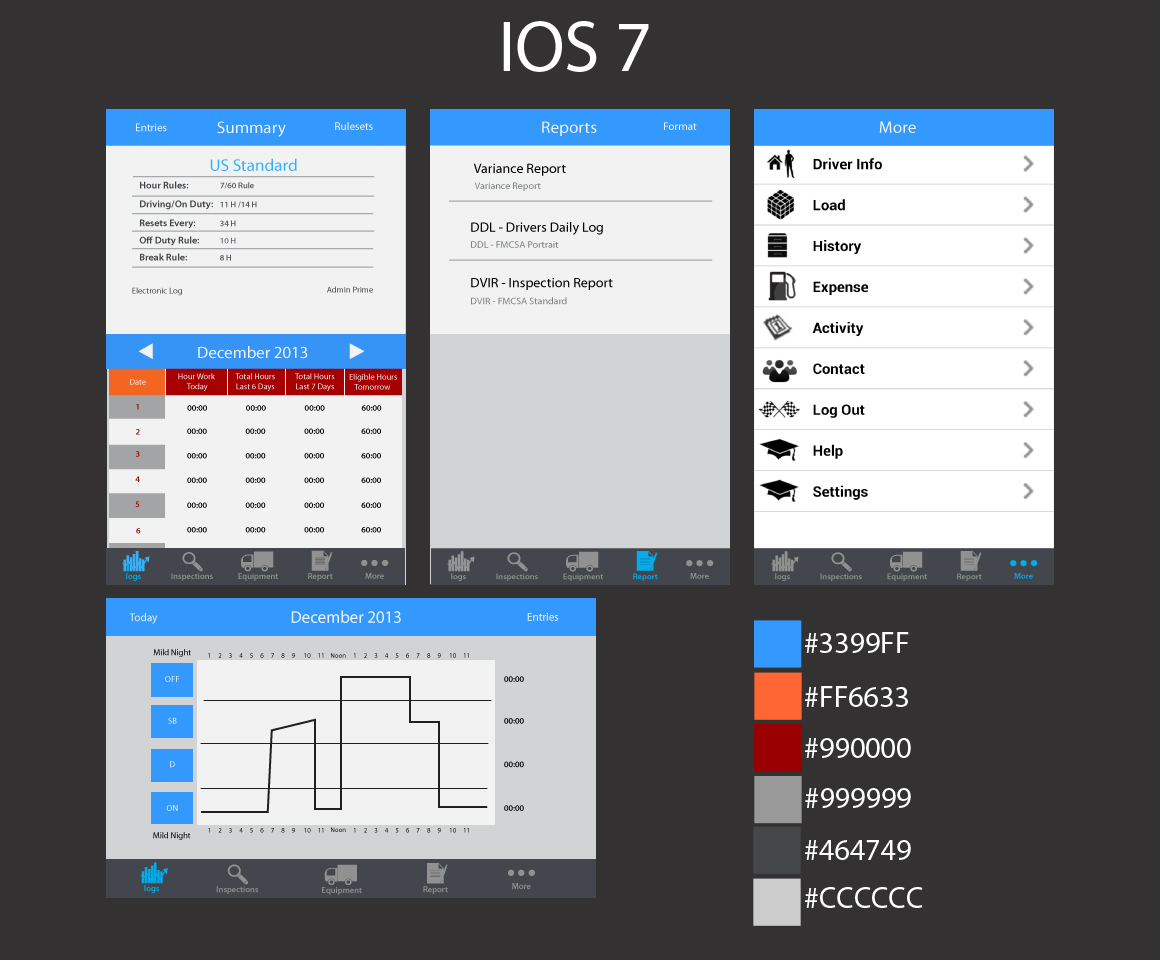 IOS 7
Entries Summary Rulesets
US Standard
Hour Rules: 7/60 Rule
Driving/On Duty: 11 H /14 H
Resets Every: 34 H
Off Duty Rule: 10 H
Break Rule: 8 H
Electronic Log Admin Prime
December 2013
Date Hour Work Today Total Hours Last 6 Days Total Hours Last 7 Days Eligible Hours Tomorrow
1 00:00 00:00 00:00 60:00
2 00:00 00:00 00:00 60:00
3 00:00 00:00 00:00 60:00
4 00:00 00:00 00:00 60:00
5 00:00 00:00 00:00 60:00
6 00:00 00:00 00:00 60:00
logs Inspections Equipment Report More
Reports Format
Variance Report
Variance Report
DDL - Drivers Daily Log
DDL - FMCSA Portrait
DVIR - Inspection Report
DVIR - FMCSA Standard
logs Inspections Equipment Report More
More
Driver Info
Load
History
Expense
Activity
Contact
Log Out
Help
Settings
logs Inspections Equipment Report More
Today December 2013 Entries
Mild Night 1 2 3 4 5 6 7 8 9 10 11 Noon 1 2 3 4 5 6 7 8 9 10 11
OFF 00:00
SB 00:00
D 00:00
ON 00:00
Mild Night 1 2 3 4 5 6 7 8 9 10 11 Noon 1 2 3 4 5 6 7 8 9 10 11
logs Inspections Equipment Report More
#3399FF
#FF6633
#990000
#999999
#464749
#CCCCCC